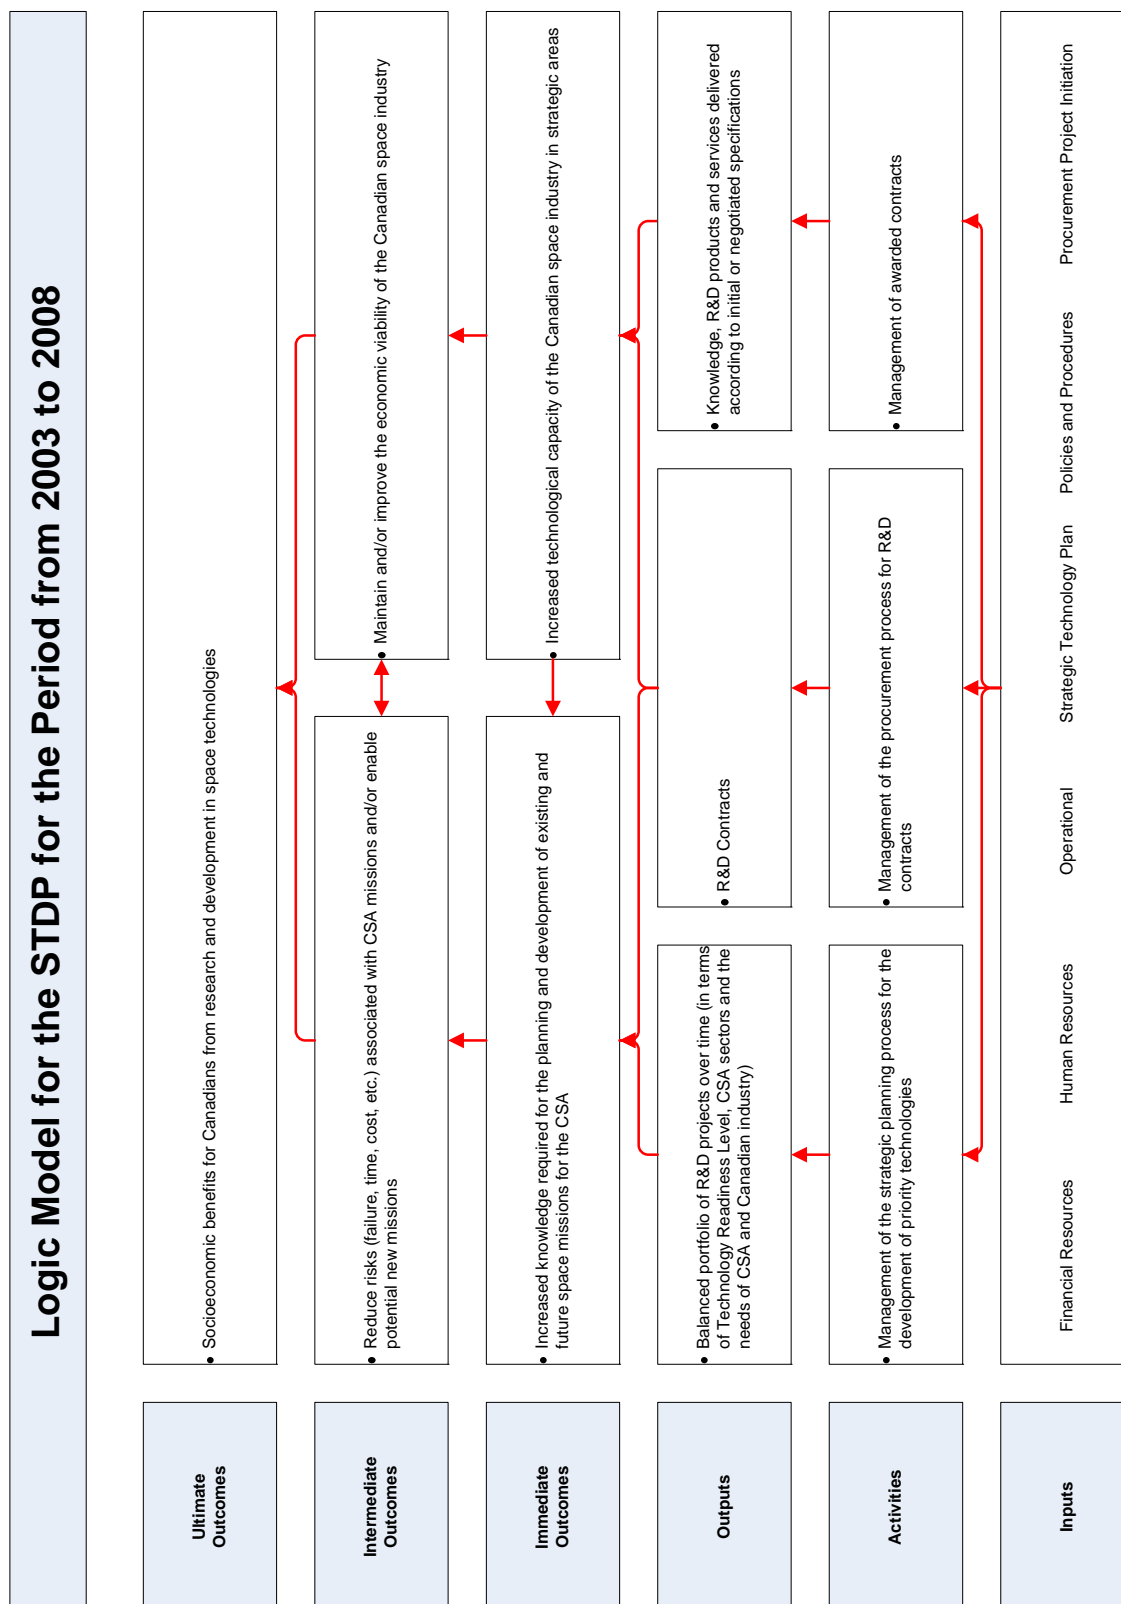 Logic Model for the STDP for the Period from 2003 to 2008
Ultimate
Outcomes
• Socioeconomic benefits for Canadians from research and development in space technologies
Intermediate
Outcomes
• Reduce risks (failure, time, cost, etc.) associated with CSA missions and/or enable
potential new missions
• Maintain and/or improve the economic viability of the Canadian space industry
Immediate
Outcomes
• Increased knowledge required for the planning and development of existing and
future space missions for the CSA
• Increased technological capacity of the Canadian space industry in strategic areas
Outputs
• Balanced portfolio of R&D projects over time (in terms
of Technology Readiness Level, CSA sectors and the
needs of CSA and Canadian industry)
• R&D Contracts
• Knowledge, R&D products and services delivered
according to initial or negotiated specifications
Activities
• Management of the strategic planning process for the
development of priority technologies
• Management of the procurement process for R&D
contracts
• Management of awarded contracts
Inputs
Financial Resources
Human Resources
Operational
Strategic Technology Plan
Policies and Procedures
Procurement Project Initiation